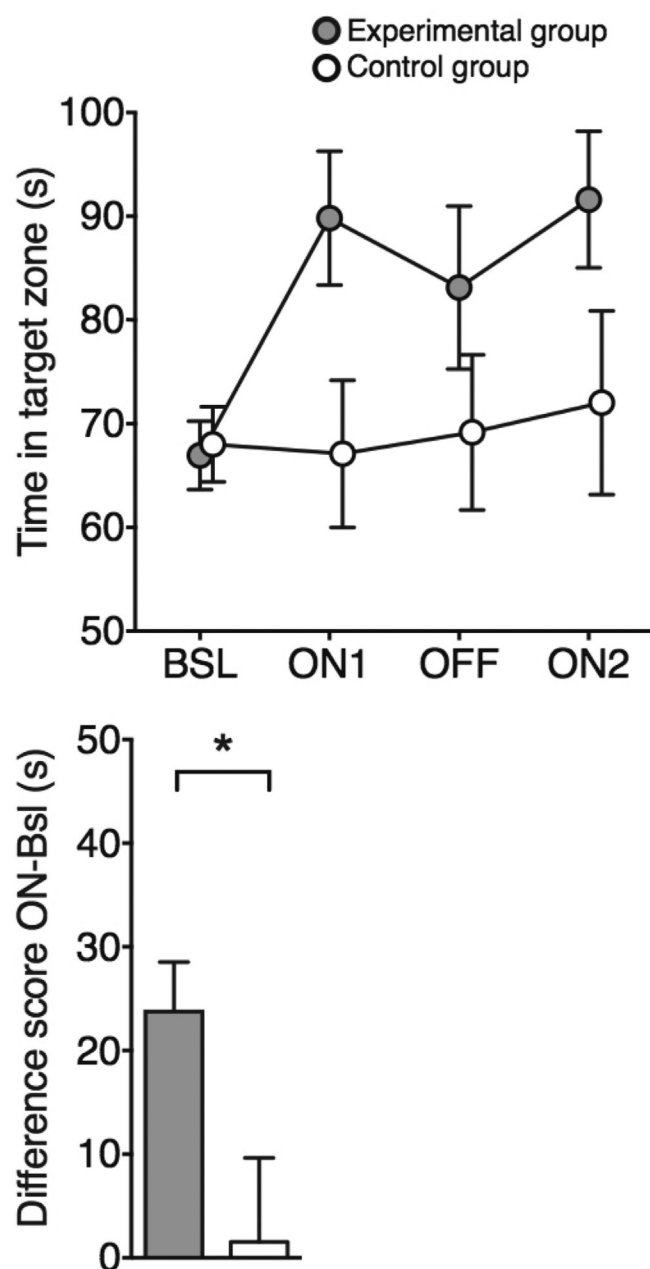 Experimental group
Control group
Time in target zone (s)
100
90
80
70
60
50
BSL ON1 OFF ON2
Difference score ON-Bsl (s)
50
*
40
30
20
10
0